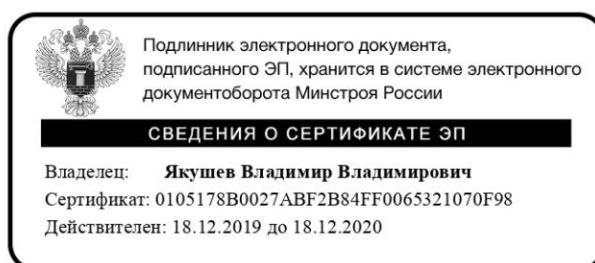 Подлинник электронного документа,
подписанного ЭП, хранится в системе электронного
документоборота Минстроя России
СВЕДЕНИЯ О СЕРТИФИКАТЕ ЭП
Владелец: Якушев Владимир Владимирович
Сертификат: 0105178B0027ABF2B84FF0065321070F98
Действителен: 18.12.2019 до 18.12.2020